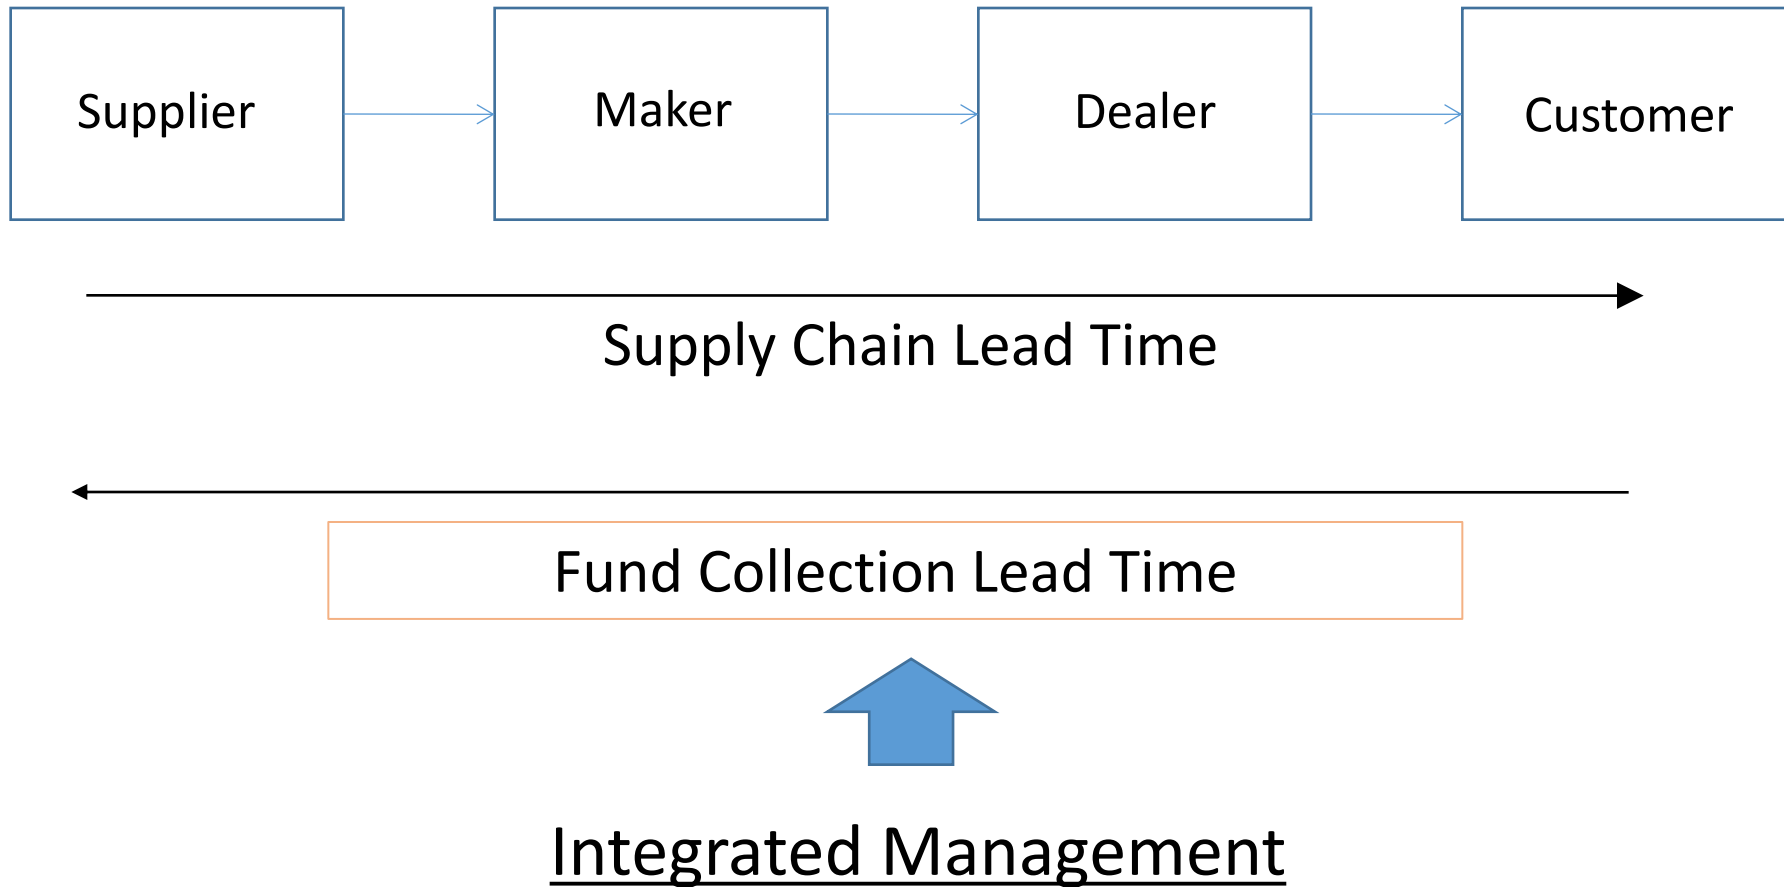 Supplier
Maker
Dealer
Customer
Supply Chain Lead Time
Fund Collection Lead Time
Integrated Management